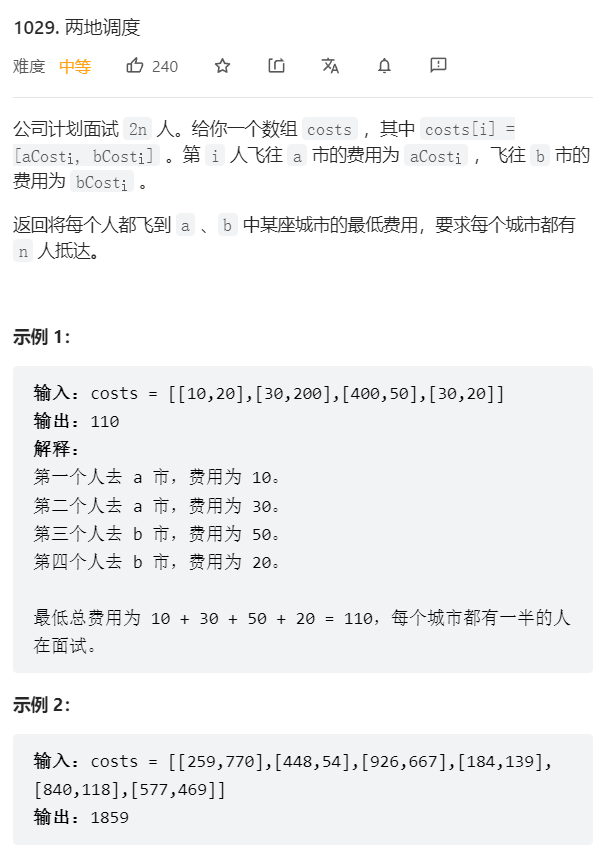 1029. 两地调度
难度 中等 240
公司计划面试 2n 人。给你一个数组 costs ，其中 costs[i] =
[aCosti, bCosti] 。第 i 人飞往 a 市的费用为 aCosti ，飞往 b 市的
费用为 bCosti 。
返回将每个人都飞到 a 、b 中某座城市的最低费用，要求每个城市都有
n 人抵达。
示例 1：
输入：costs = [[10,20],[30,200],[400,50],[30,20]]
输出：110
解释：
第一个人去 a 市，费用为 10。
第二个人去 a 市，费用为 30。
第三个人去 b 市，费用为 50。
第四个人去 b 市，费用为 20。
最低总费用为 10 + 30 + 50 + 20 = 110，每个城市都有一半的人
在面试。
示例 2：
输入：costs = [[259,770],[448,54],[926,667],[184,139],
[840,118],[577,469]]
输出：1859